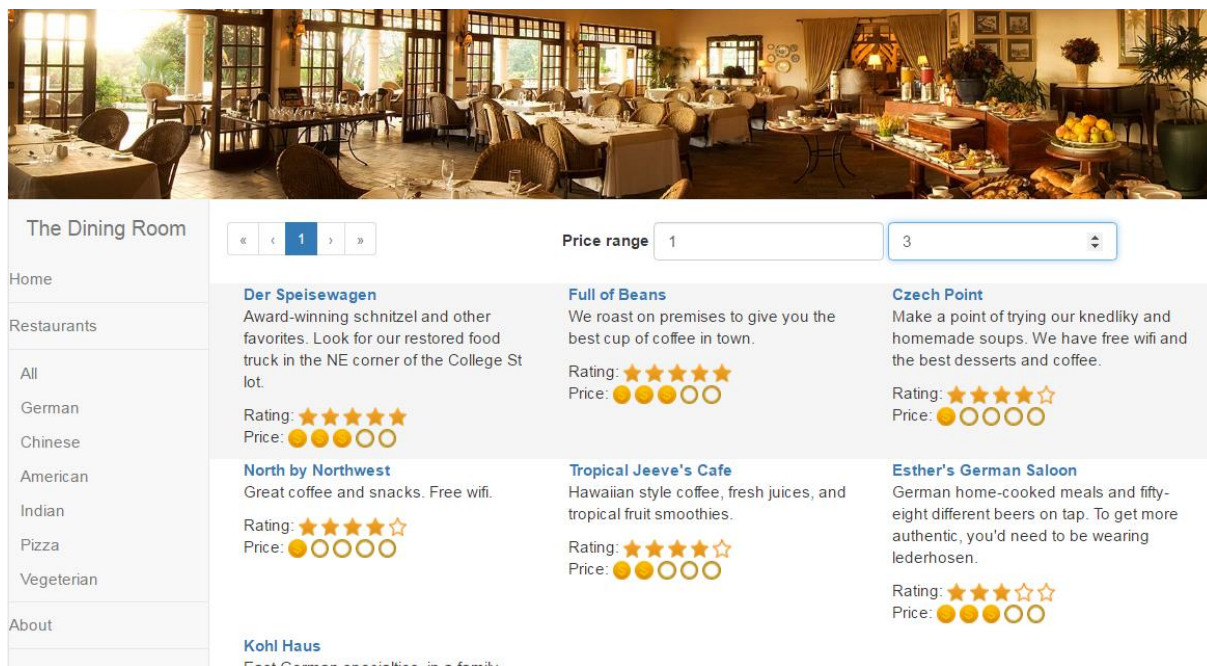 The Dining Room
Home
Restaurants
All
German
Chinese
American
Indian
Pizza
Vegeterian
About
« ‹ 1 › »
Price range 1 3
Der Speisewagen
Award-winning schnitzel and other
favorites. Look for our restored food
truck in the NE corner of the College St
lot.
Rating:
Price:
Full of Beans
We roast on premises to give you the
best cup of coffee in town.
Rating:
Price:
Czech Point
Make a point of trying our knedliky and
homemade soups. We have free wifi and
the best desserts and coffee.
Rating:
Price:
North by Northwest
Great coffee and snacks. Free wifi.
Rating:
Price:
Tropical Jeeve's Cafe
Hawaiian style coffee, fresh juices, and
tropical fruit smoothies.
Rating:
Price:
Esther's German Saloon
German home-cooked meals and fifty-
eight different beers on tap. To get more
authentic, you'd need to be wearing
lederhosen.
Rating:
Price:
Kohl Haus
East German specialties, in a family